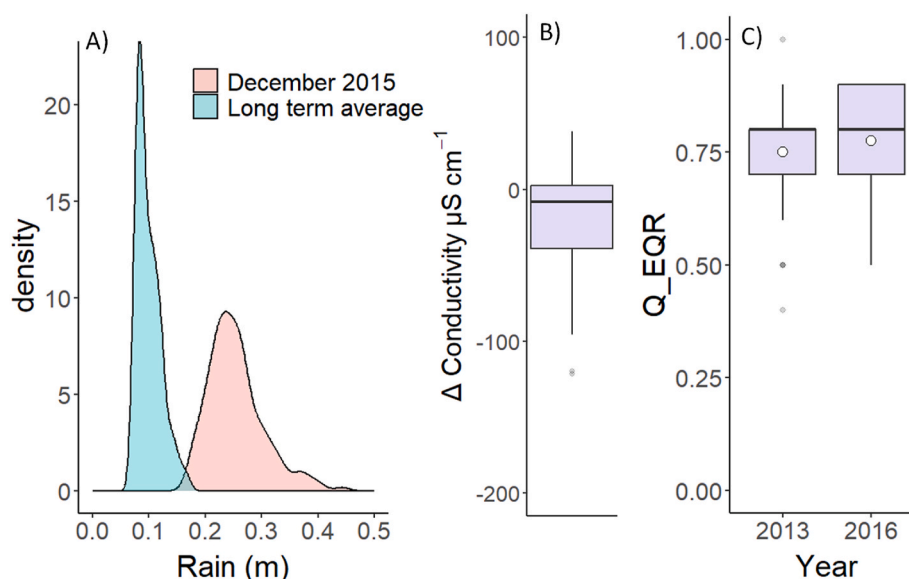 A)
December 2015
Long term average
density
20
15
10
5
0
0.0 0.1 0.2 0.3 0.4 0.5
Rain (m)
B)
Δ Conductivity µS cm⁻¹
100
0
-100
-200
C)
Q_EQR
1.00
0.75
0.50
0.25
0.00
2013 2016
Year